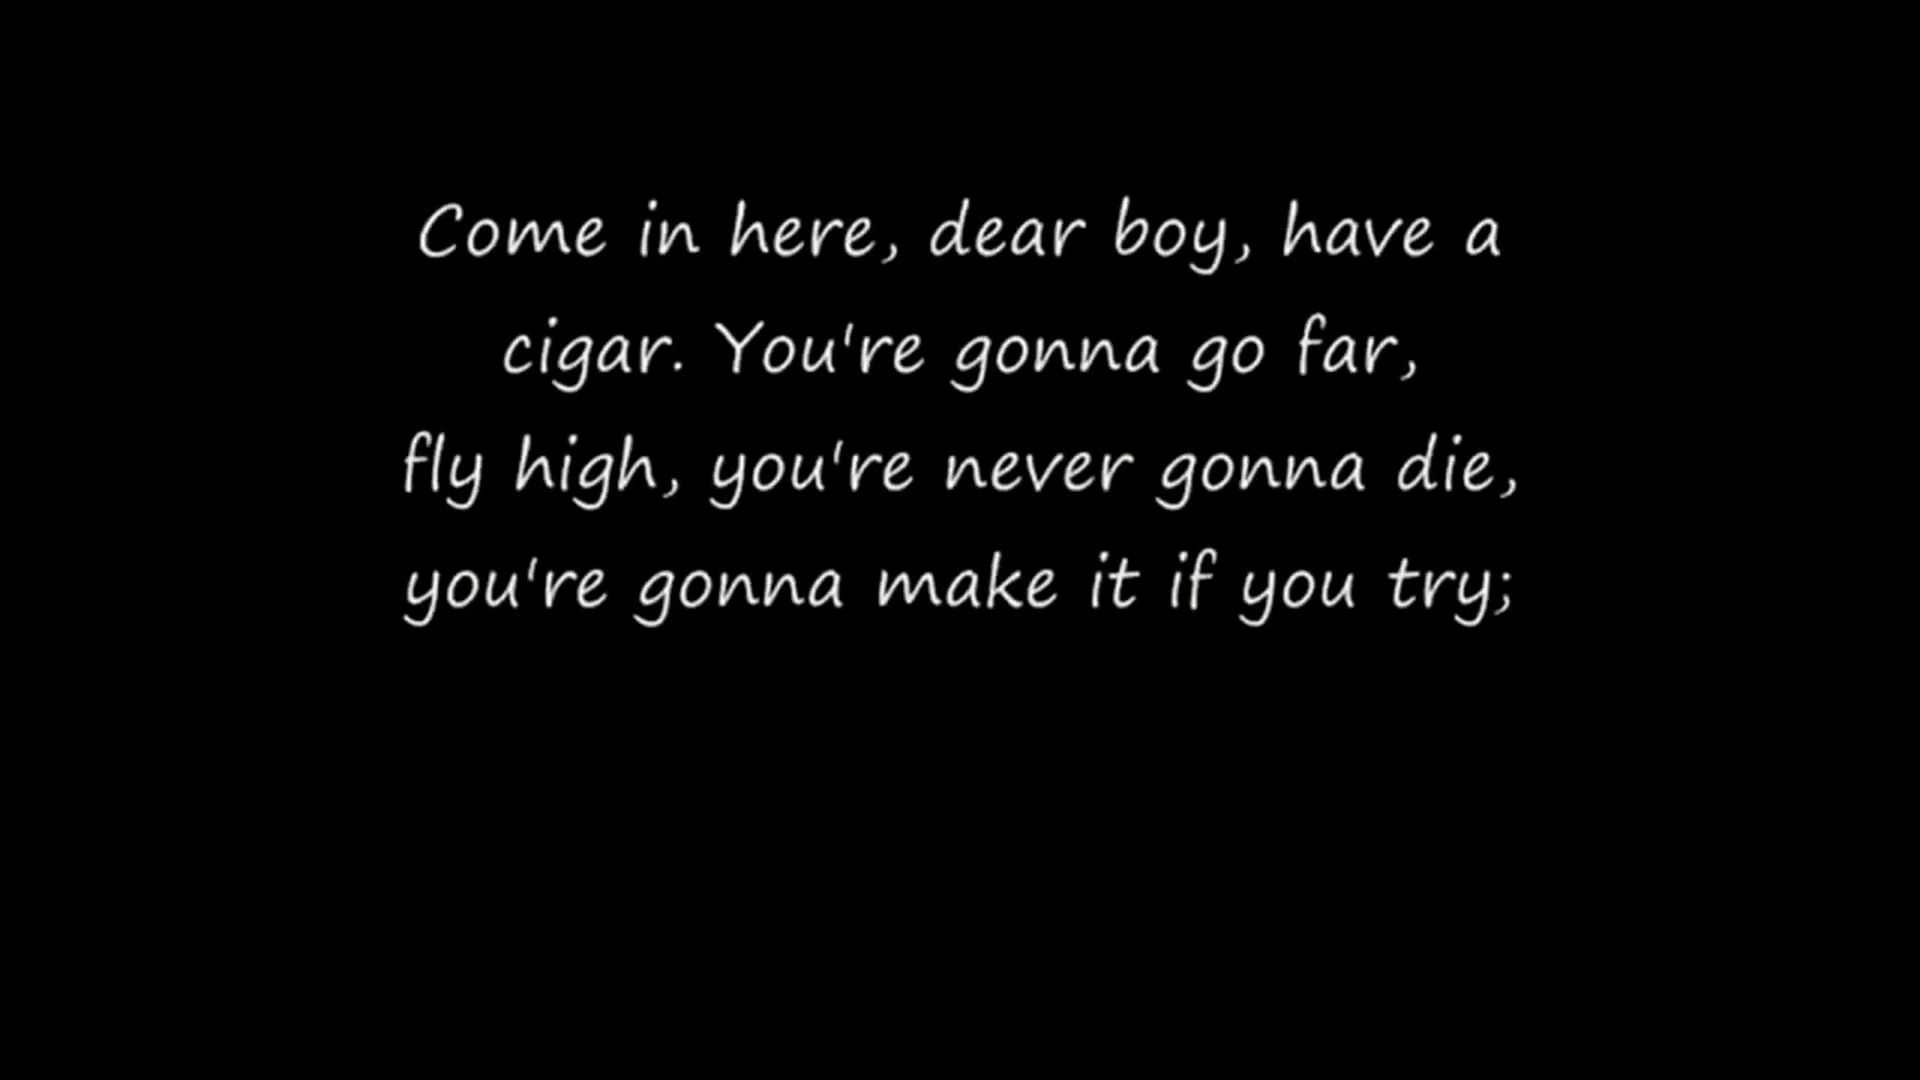 Come in here, dear boy, have a
cigar. You're gonna go far,
fly high, you're never gonna die,
you're gonna make it if you try;